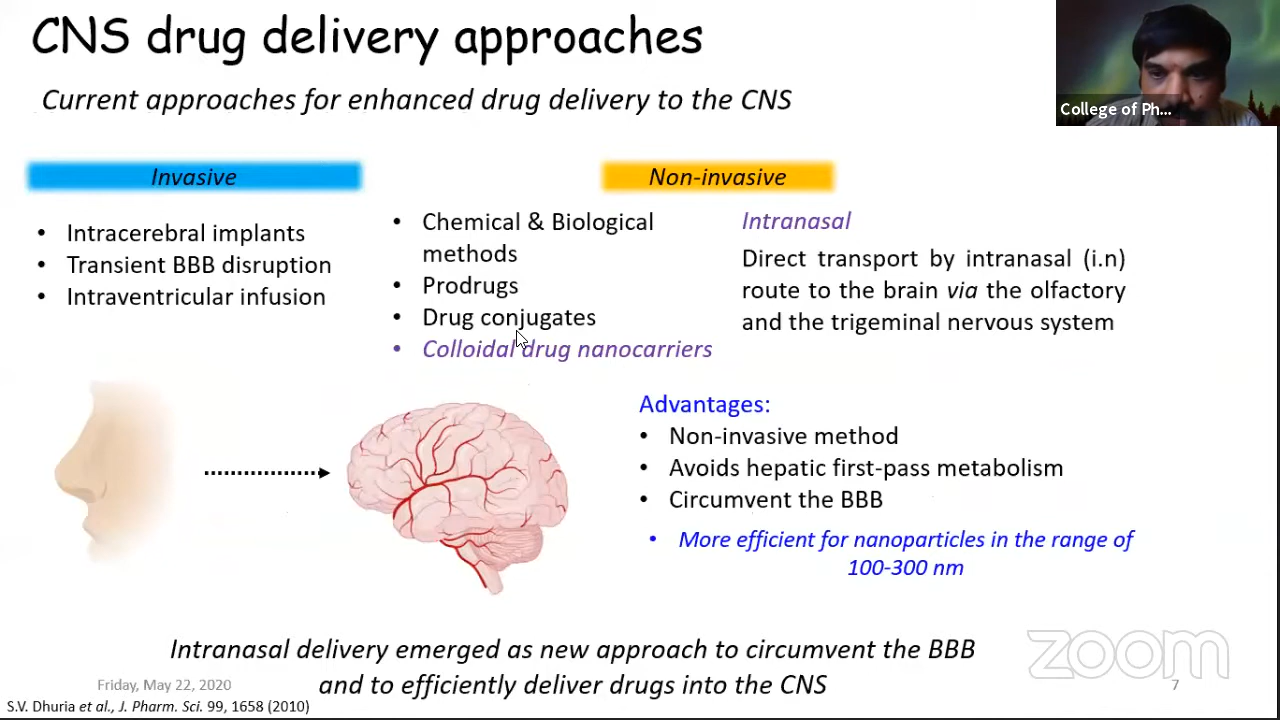 CNS drug delivery approaches
Current approaches for enhanced drug delivery to the CNS
College of Ph...
Invasive
• Intracerebral implants
• Transient BBB disruption
• Intraventricular infusion
Non-invasive
• Chemical & Biological
methods
• Prodrugs
• Drug conjugates
• Colloidal drug nanocarriers
Intranasal
Direct transport by intranasal (i.n)
route to the brain via the olfactory
and the trigeminal nervous system
Advantages:
• Non-invasive method
• Avoids hepatic first-pass metabolism
• Circumvent the BBB
• More efficient for nanoparticles in the range of
100-300 nm
Intranasal delivery emerged as new approach to circumvent the BBB
and to efficiently deliver drugs into the CNS
zoom
Friday, May 22, 2020
7
S.V. Dhuria et al., J. Pharm. Sci. 99, 1658 (2010)